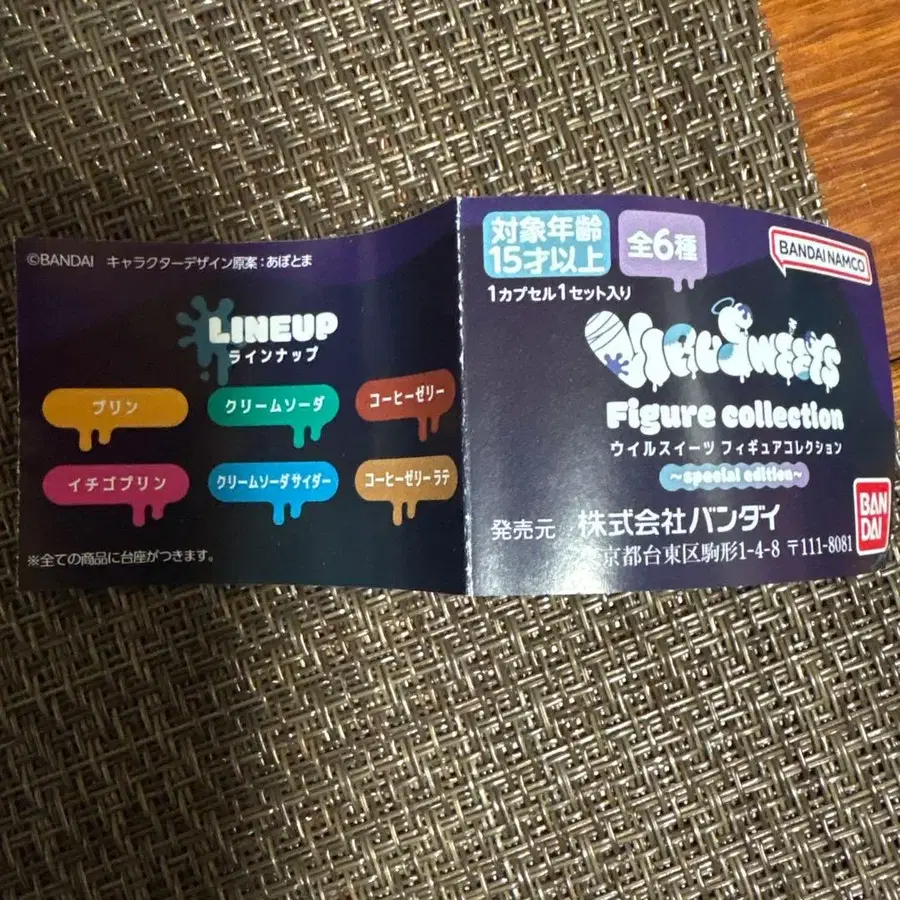 ©BANDAI キャラクターデザイン原案：あぽとま
LINEUP
ラインナップ
プリン
クリームソーダ
コーヒーゼリー
イチゴプリン
クリームソーダサイダー
コーヒーゼリーラテ
※全ての商品に台座がつきます。
対象年齢
15才以上
全6種
BANDAI NAMCO
1カプセル1セット入り
ViruSweets
Figure collection
ウイルスイーツ フィギュアコレクション
～special edition～
発売元 株式会社バンダイ
京都台東区駒形1-4-8 〒111-8081
BAN
DAI